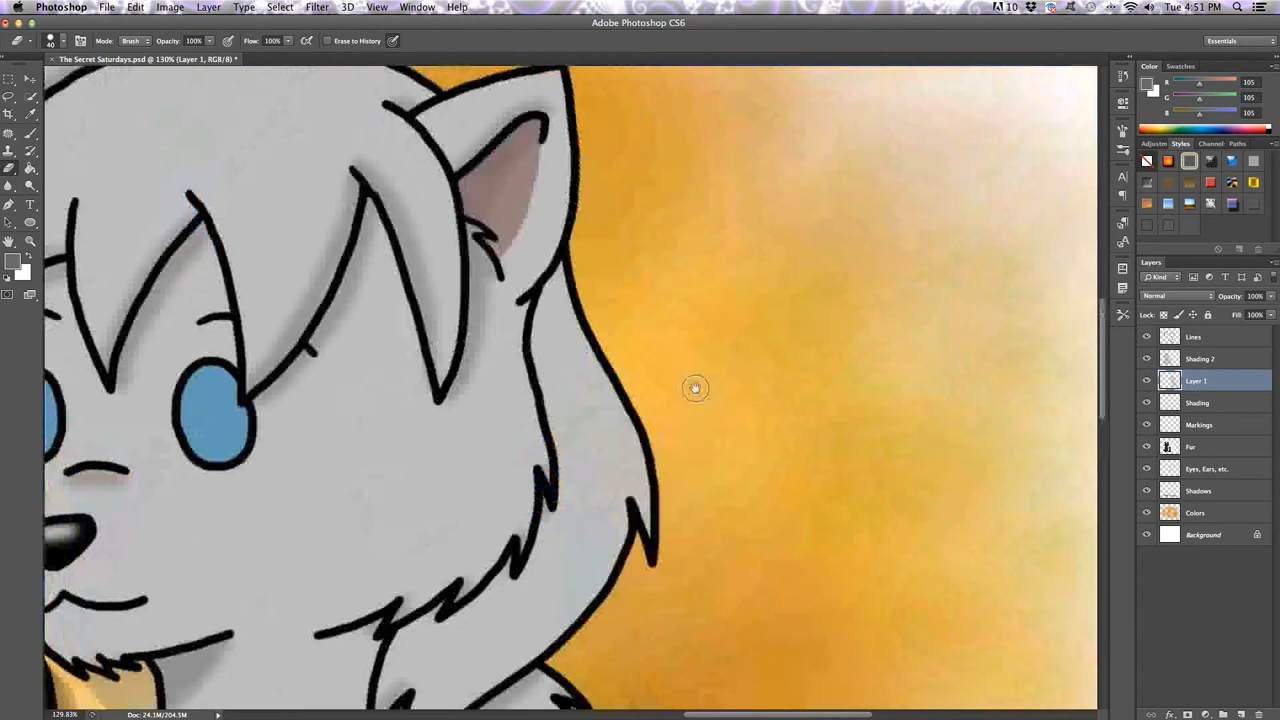 Photoshop File Edit Image Layer Type Select Filter 3D View Window Help 10 Tue 4:51 PM
Adobe Photoshop CS6
40 Mode: Brush Opacity: 100% Flow: 100% Erase to History Essentials
× The Secret Saturdays.psd @ 130% (Layer 1, RGB/8) *
Color Swatches
R 105
G 105
B 105
Adjustm Styles Channel Paths
Layers
Kind
Normal Opacity: 100%
Lock: Fill: 100%
Lines
Shading 2
Layer 1
Shading
Markings
Fur
Eyes, Ears, etc.
Shadows
Colors
Background
129.83% Doc: 24.1M/204.5M